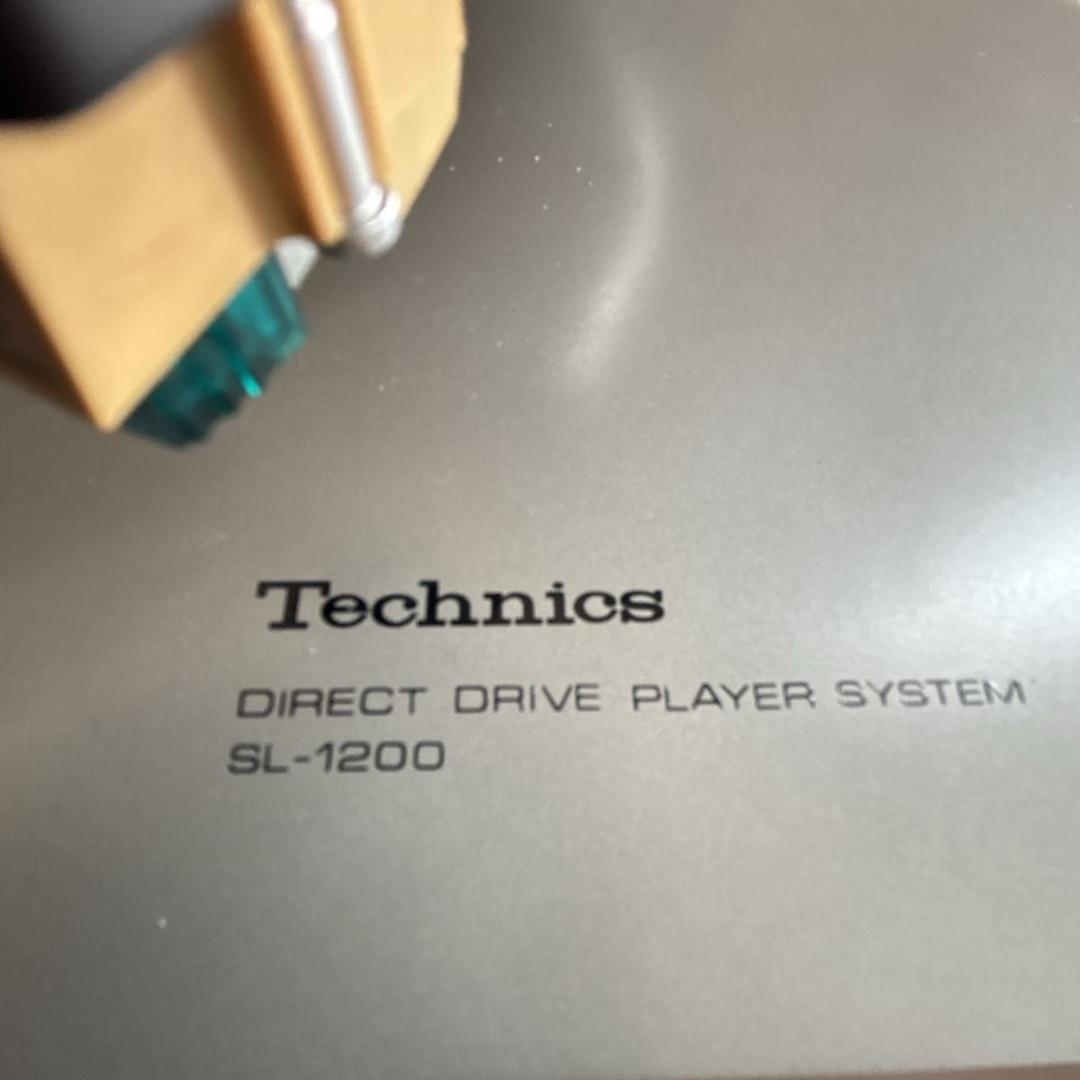 Technics
DIRECT DRIVE PLAYER SYSTEM
SL-1200